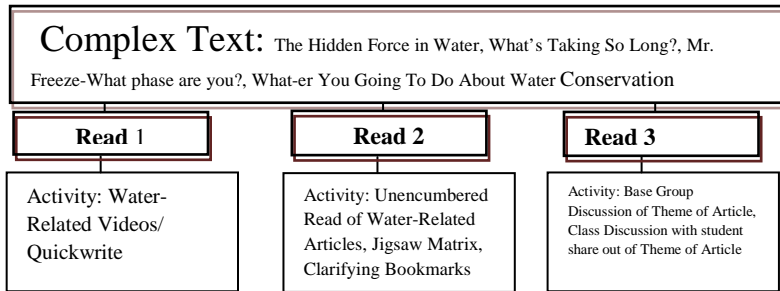 Complex Text: The Hidden Force in Water, What’s Taking So Long?, Mr.
Freeze-What phase are you?, What-er You Going To Do About Water Conservation
Read 1
Read 2
Read 3
Activity: Water-
Related Videos/
Quickwrite
Activity: Unencumbered
Read of Water-Related
Articles, Jigsaw Matrix,
Clarifying Bookmarks
Activity: Base Group
Discussion of Theme of Article,
Class Discussion with student
share out of Theme of Article